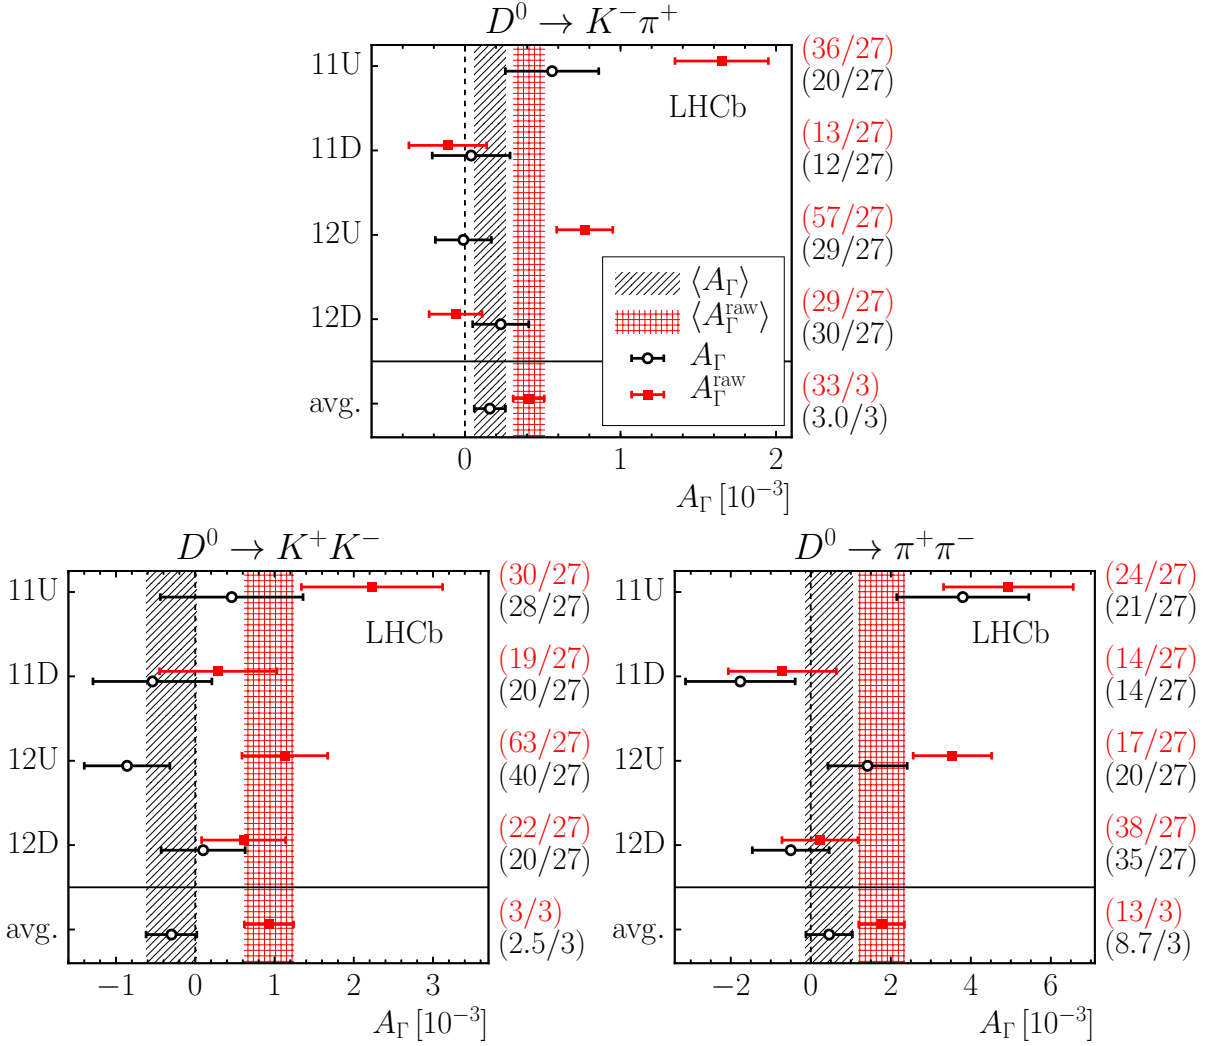 D⁰ → K⁻π⁺
11U
(36/27)
(20/27)
LHCb
11D
(13/27)
(12/27)
12U
(57/27)
(29/27)
⟨A_Γ⟩
⟨A_Γ^raw⟩
A_Γ
A_Γ^raw
12D
(29/27)
(30/27)
avg.
(33/3)
(3.0/3)
0 1 2
A_Γ [10⁻³]
D⁰ → K⁺K⁻
11U
(30/27)
(28/27)
LHCb
11D
(19/27)
(20/27)
12U
(63/27)
(40/27)
12D
(22/27)
(20/27)
avg.
(3/3)
(2.5/3)
−1 0 1 2 3
A_Γ [10⁻³]
D⁰ → π⁺π⁻
11U
(24/27)
(21/27)
LHCb
11D
(14/27)
(14/27)
12U
(17/27)
(20/27)
12D
(38/27)
(35/27)
avg.
(13/3)
(8.7/3)
−2 0 2 4 6
A_Γ [10⁻³]